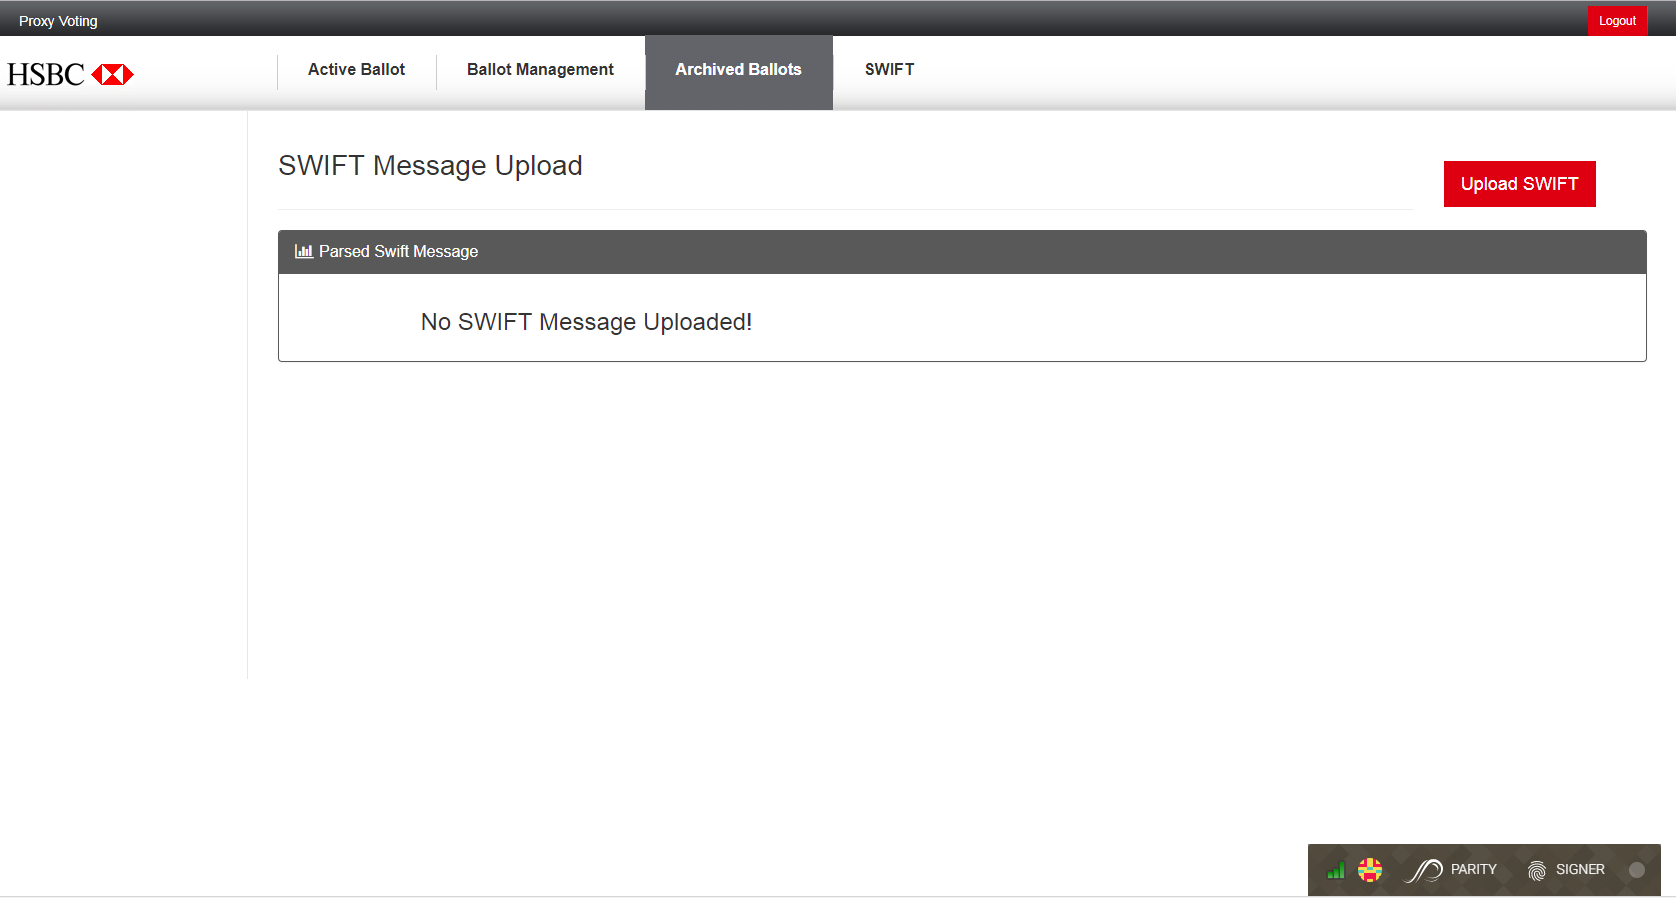 Proxy Voting
Logout
HSBC
Active Ballot
Ballot Management
Archived Ballots
SWIFT
SWIFT Message Upload
Upload SWIFT
Parsed Swift Message
No SWIFT Message Uploaded!
PARITY
SIGNER